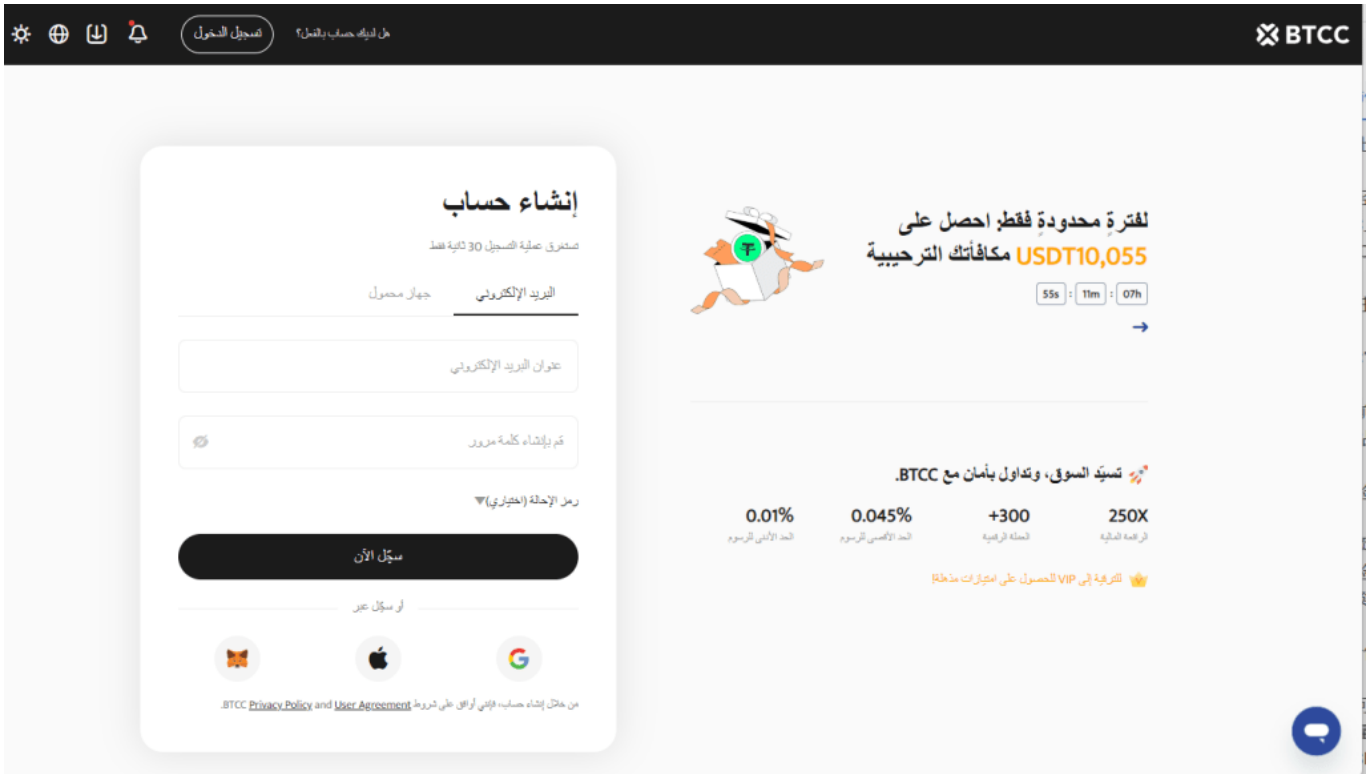 BTCC
هل لديك حساب بالفعل؟
تسجيل الدخول
لفترةٍ محدودةٍ فقط: احصل على
USDT10,055 مكافأتك الترحيبية
07h : 11m : 55s
تسيّد السوق، وتداول بأمان مع BTCC.
250X
الرافعة المالية
300+
العملة الرقمية
0.045%
الحد الأقصى للرسوم
0.01%
الحد الأدنى للرسوم
للترقية إلى VIP للحصول على امتيازات مذهلة!
إنشاء حساب
تستغرق عملية التسجيل 30 ثانية فقط
البريد الإلكتروني
جهاز محمول
عنوان البريد الإلكتروني
قم بإنشاء كلمة مرور.
رمز الإحالة (اختياري)
سجّل الآن
أو سجّل عبر
من خلال إنشاء حساب، فإنني أوافق على شروط BTCC Privacy Policy and User Agreement.